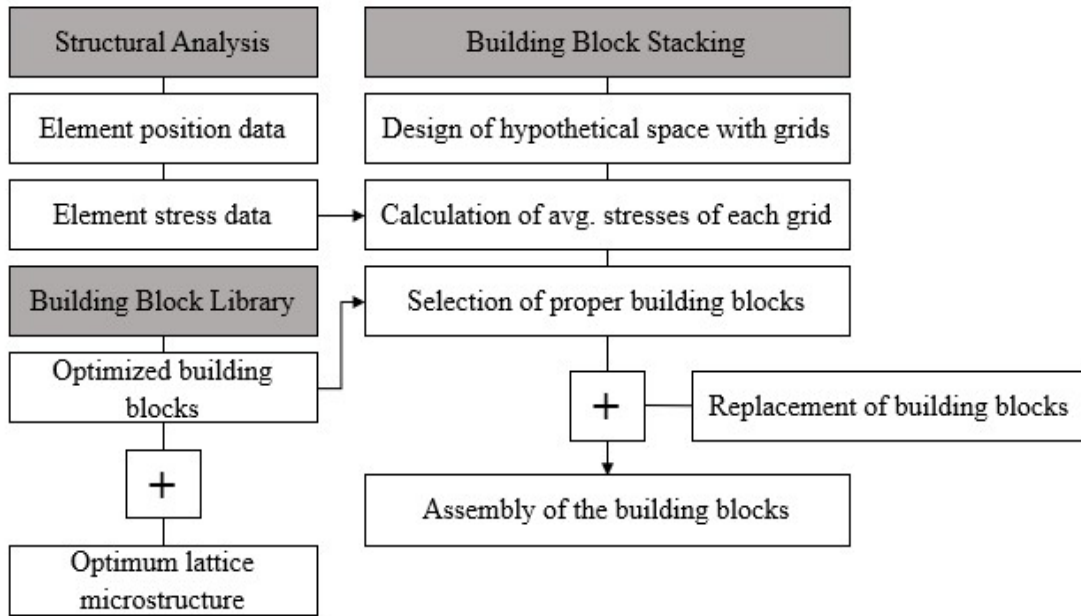 Structural Analysis
Element position data
Element stress data
Building Block Library
Optimized building
blocks
+
Optimum lattice
microstructure
Building Block Stacking
Design of hypothetical space with grids
Calculation of avg. stresses of each grid
Selection of proper building blocks
+
Replacement of building blocks
Assembly of the building blocks